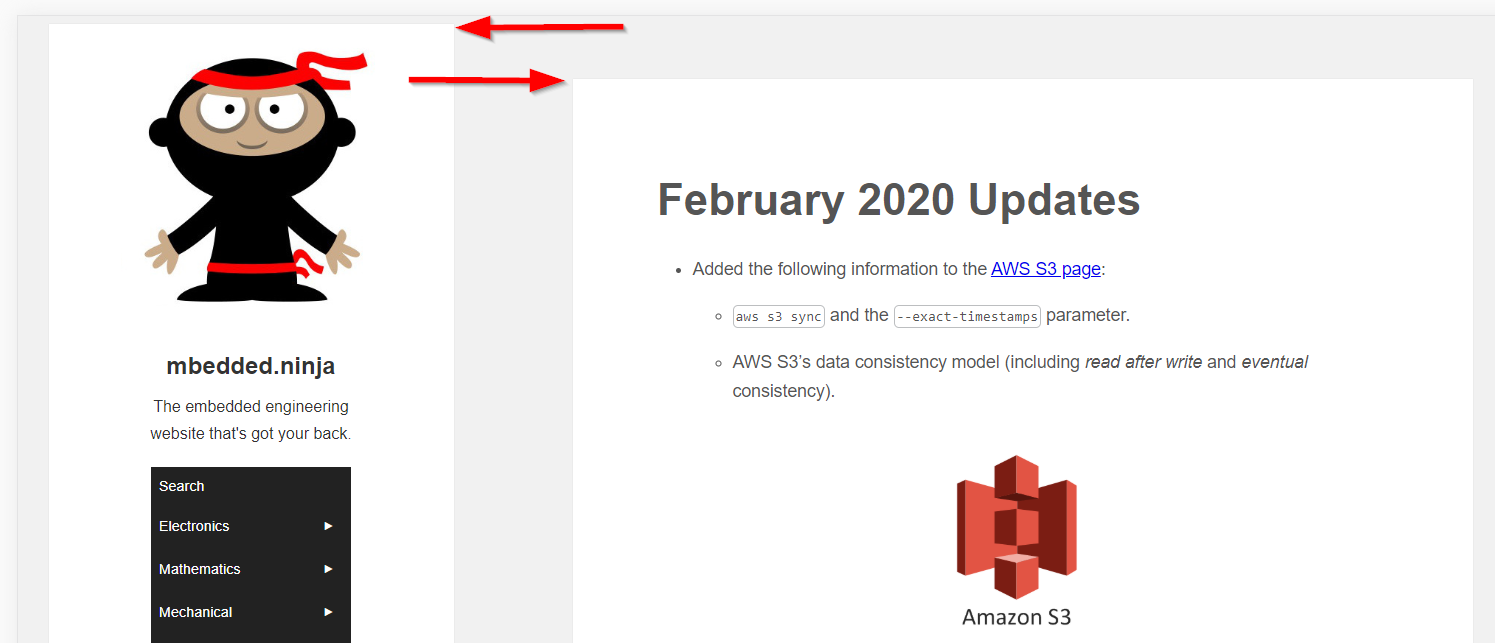 mbedded.ninja
The embedded engineering
website that's got your back.
Search
Electronics
Mathematics
Mechanical
February 2020 Updates
Added the following information to the AWS S3 page:
aws s3 sync and the --exact-timestamps parameter.
AWS S3’s data consistency model (including read after write and eventual
consistency).
Amazon S3